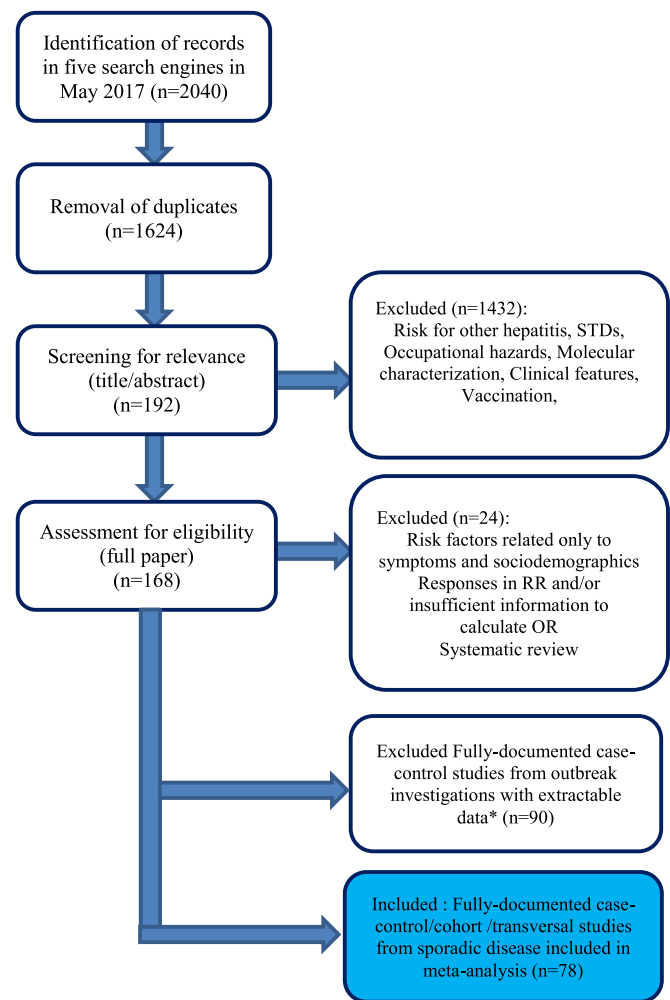 Identification of records
in five search engines in
May 2017 (n=2040)
Removal of duplicates
(n=1624)
Screening for relevance
(title/abstract)
(n=192)
Excluded (n=1432):
Risk for other hepatitis, STDs,
Occupational hazards, Molecular
characterization, Clinical features,
Vaccination,
Assessment for eligibility
(full paper)
(n=168)
Excluded (n=24):
Risk factors related only to
symptoms and sociodemographics
Responses in RR and/or
insufficient information to
calculate OR
Systematic review
Excluded Fully-documented case-
control studies from outbreak
investigations with extractable
data* (n=90)
Included : Fully-documented case-
control/cohort /transversal studies
from sporadic disease included in
meta-analysis (n=78)